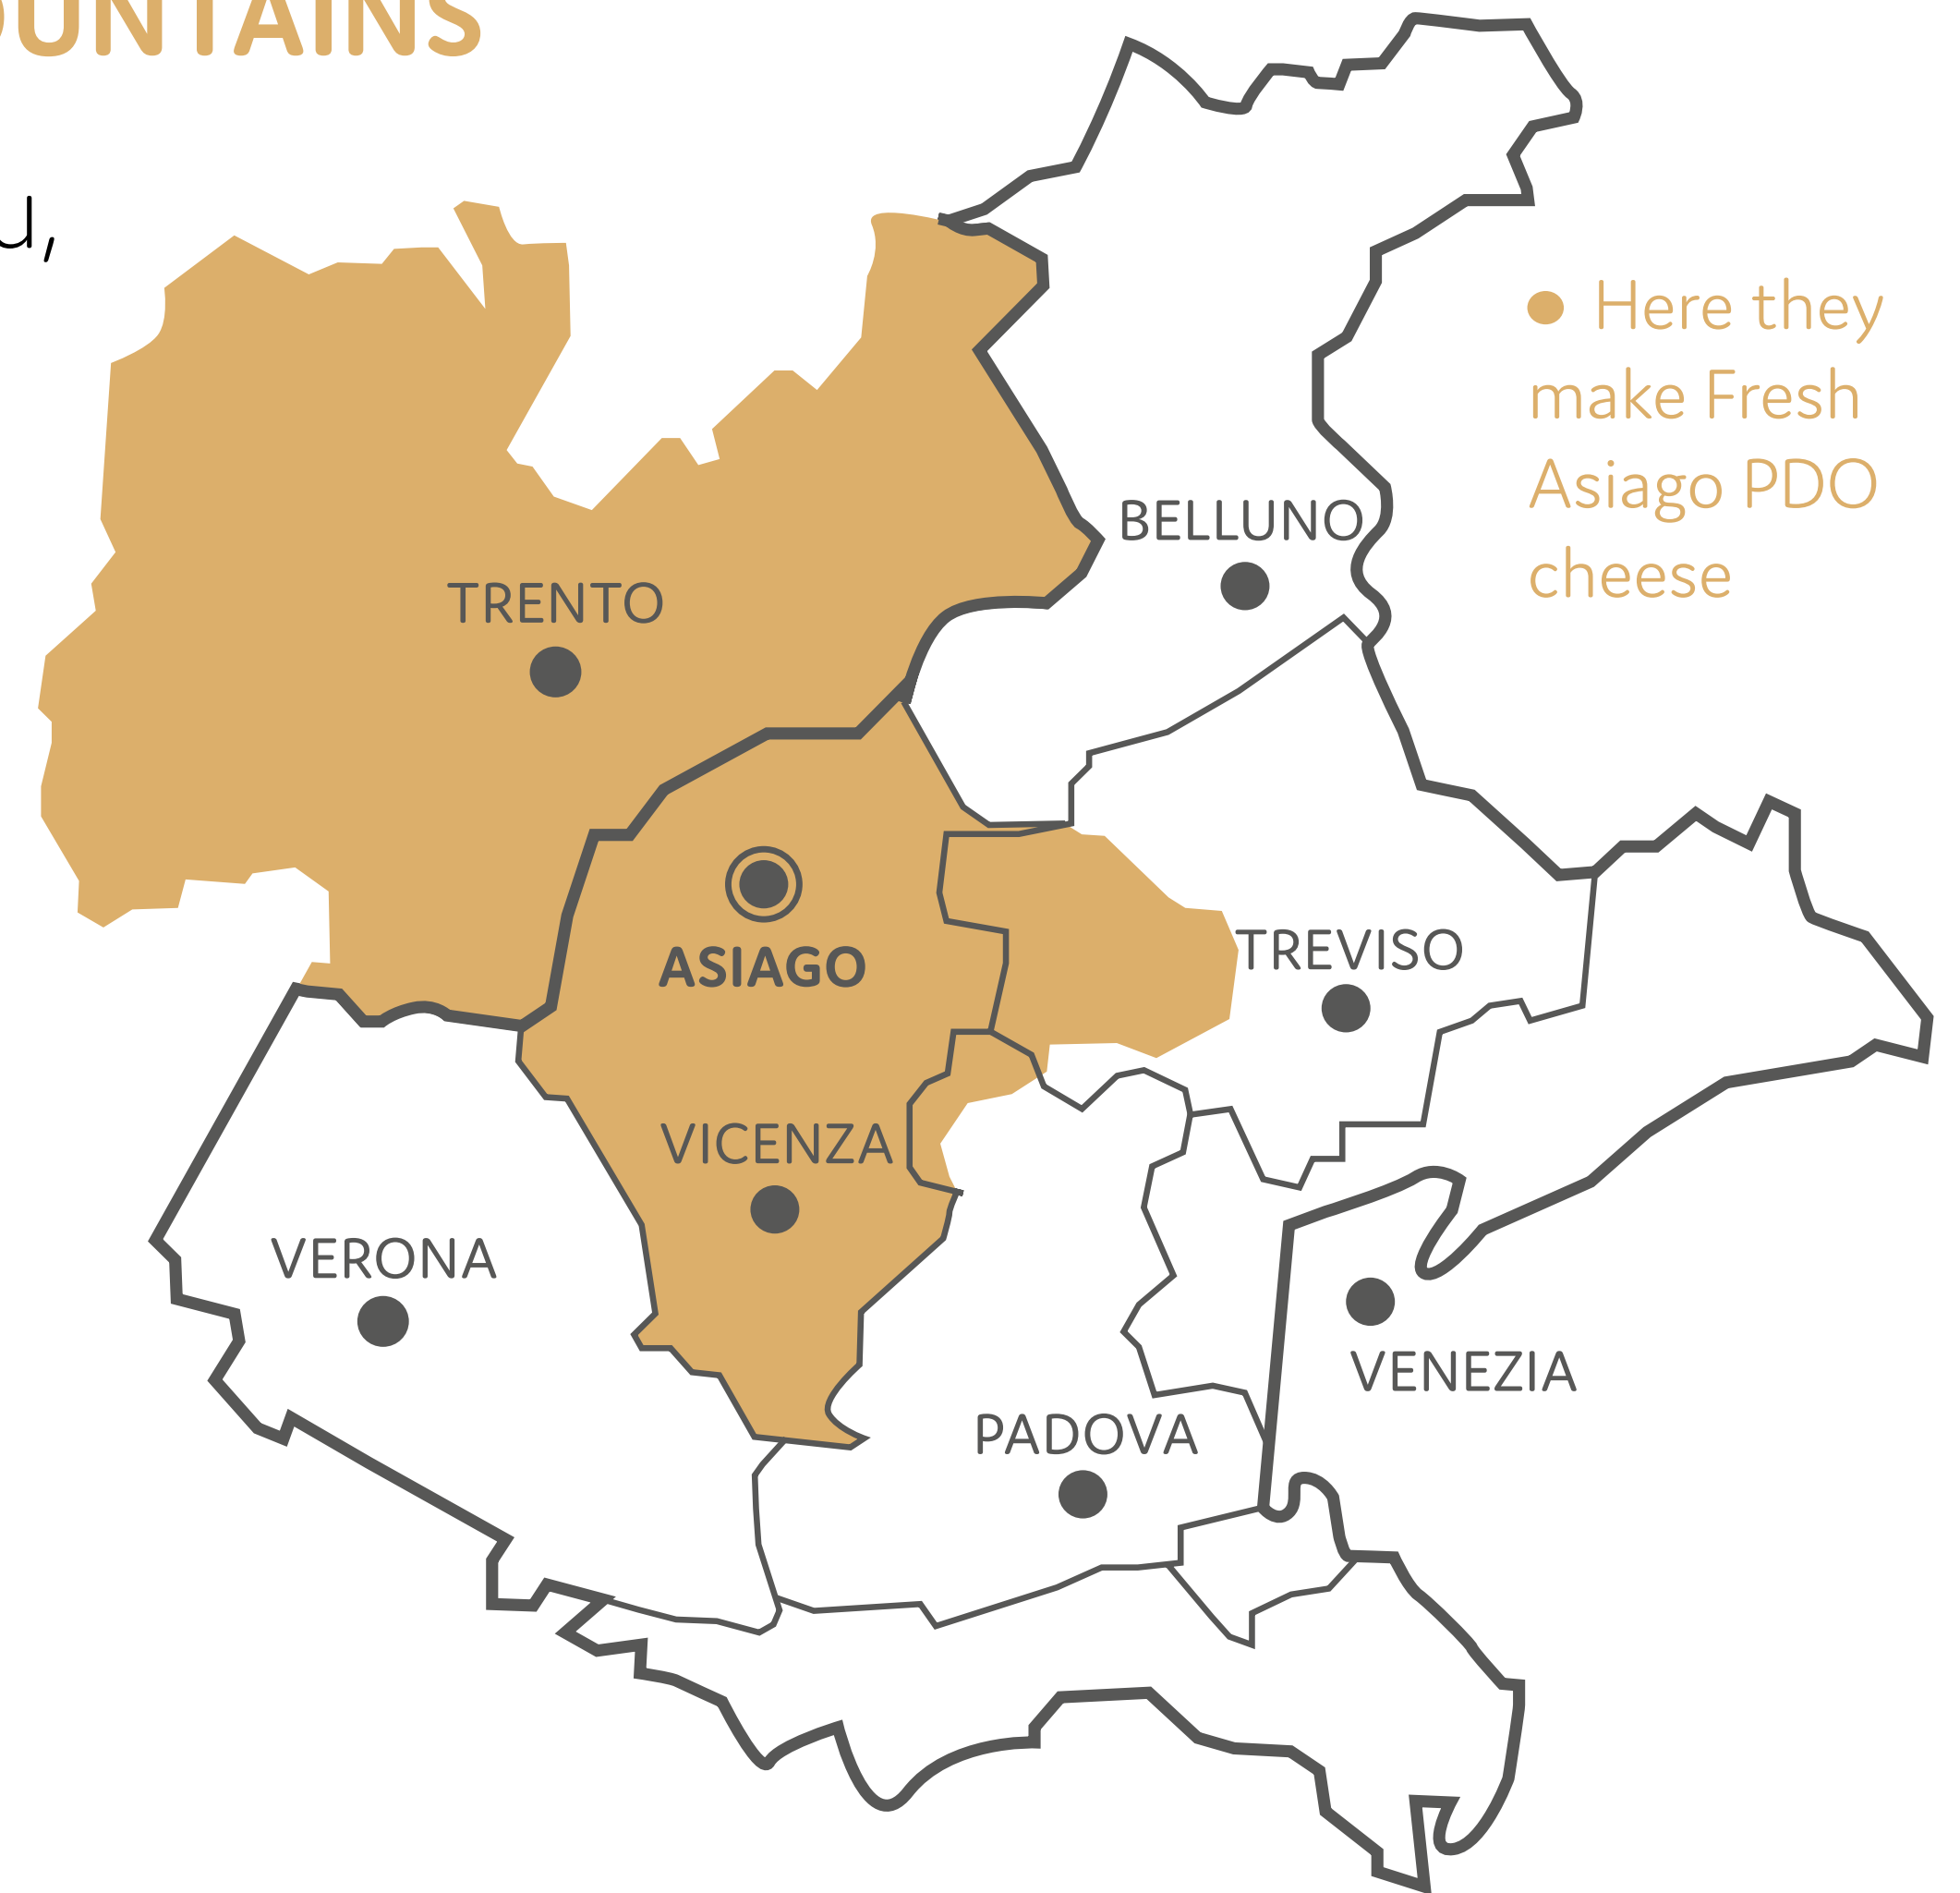 UNTAINS
u,
Here they
make Fresh
Asiago PDO
cheese
BELLUNO
TRENTO
ASIAGO
TREVISO
VICENZA
VERONA
VENEZIA
PADOVA